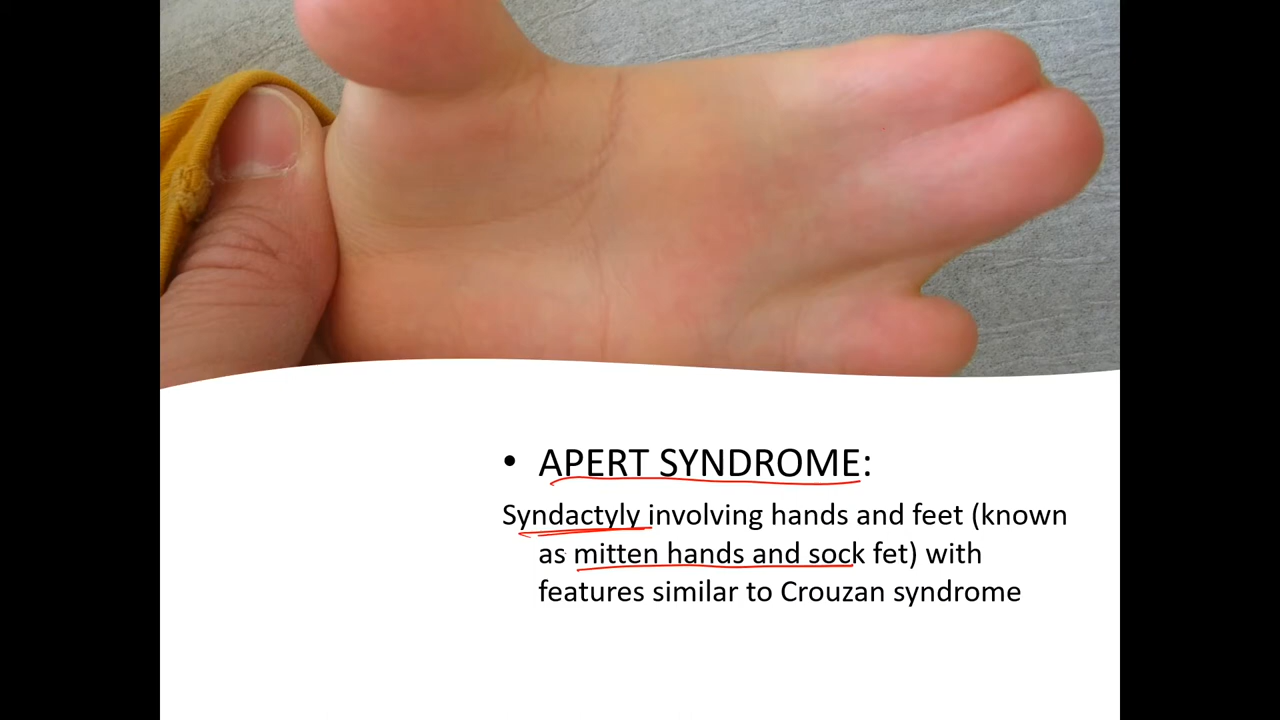 • APERT SYNDROME:
Syndactyly involving hands and feet (known
as mitten hands and sock fet) with
features similar to Crouzan syndrome